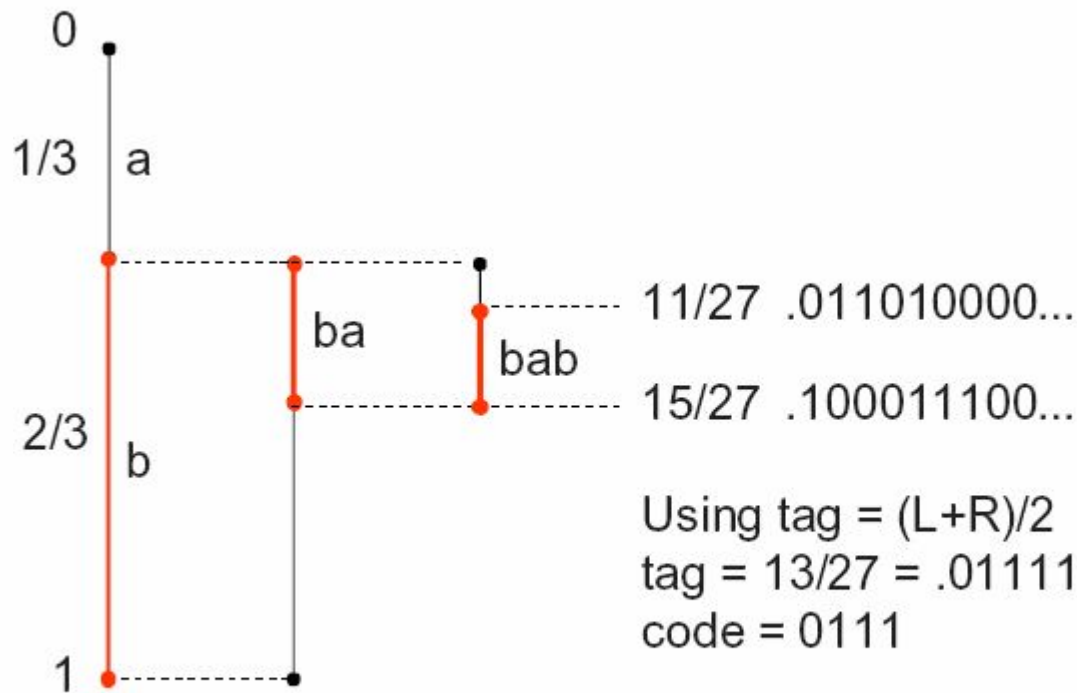 0
1/3 a
ba
bab
11/27 .011010000...
15/27 .100011100...
2/3 b
Using tag = (L+R)/2
tag = 13/27 = .01111
code = 0111
1